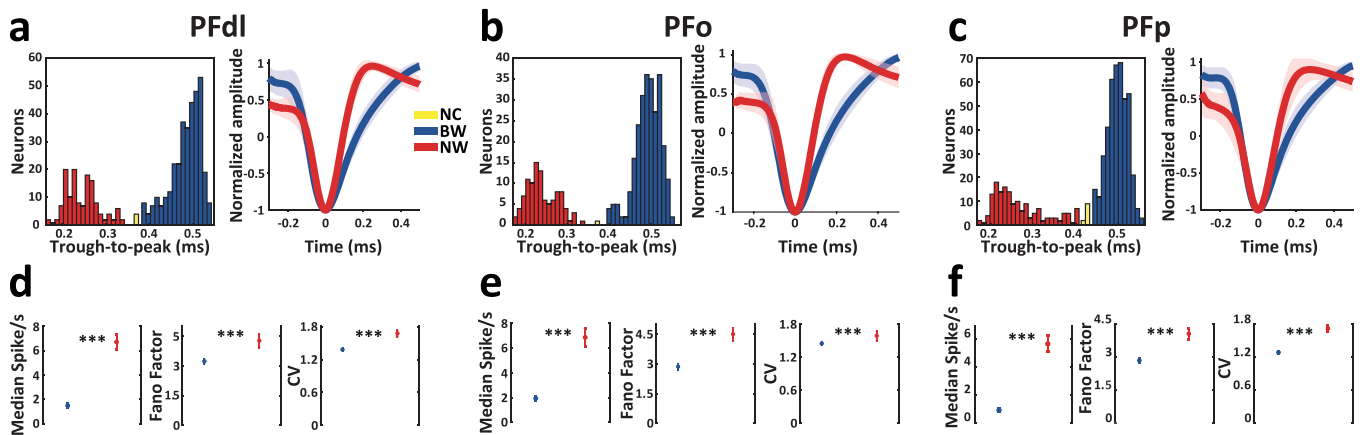 a PFdl
60
50
40
30
20
10
0
Neurons
0.2 0.3 0.4 0.5
Trough-to-peak (ms)
1
0.5
0
-0.5
-1
Normalized amplitude
-0.2 0 0.2 0.4
Time (ms)
NC
BW
NW
b PFo
40
35
30
25
20
15
10
5
0
Neurons
0.2 0.3 0.4 0.5
Trough-to-peak (ms)
1
0.5
0
-0.5
-1
Normalized amplitude
-0.2 0 0.2 0.4
Time (ms)
c PFp
70
60
50
40
30
20
10
0
Neurons
0.2 0.3 0.4 0.5
Trough-to-peak (ms)
1
0.5
0
-0.5
-1
Normalized amplitude
-0.2 0 0.2 0.4
Time (ms)
d
8
6
4
2
0
Median Spike/s
***
5
3
1
Fano Factor
***
1.8
1.2
0.6
0
CV
***
e
8
6
4
2
0
Median Spike/s
***
4.5
3
1.5
0
Fano Factor
***
1.8
1.2
0.6
0
CV
***
f
6
4
2
0
Median Spike/s
***
4.5
3
1.5
0
Fano Factor
***
1.8
1.2
0.6
0
CV
***